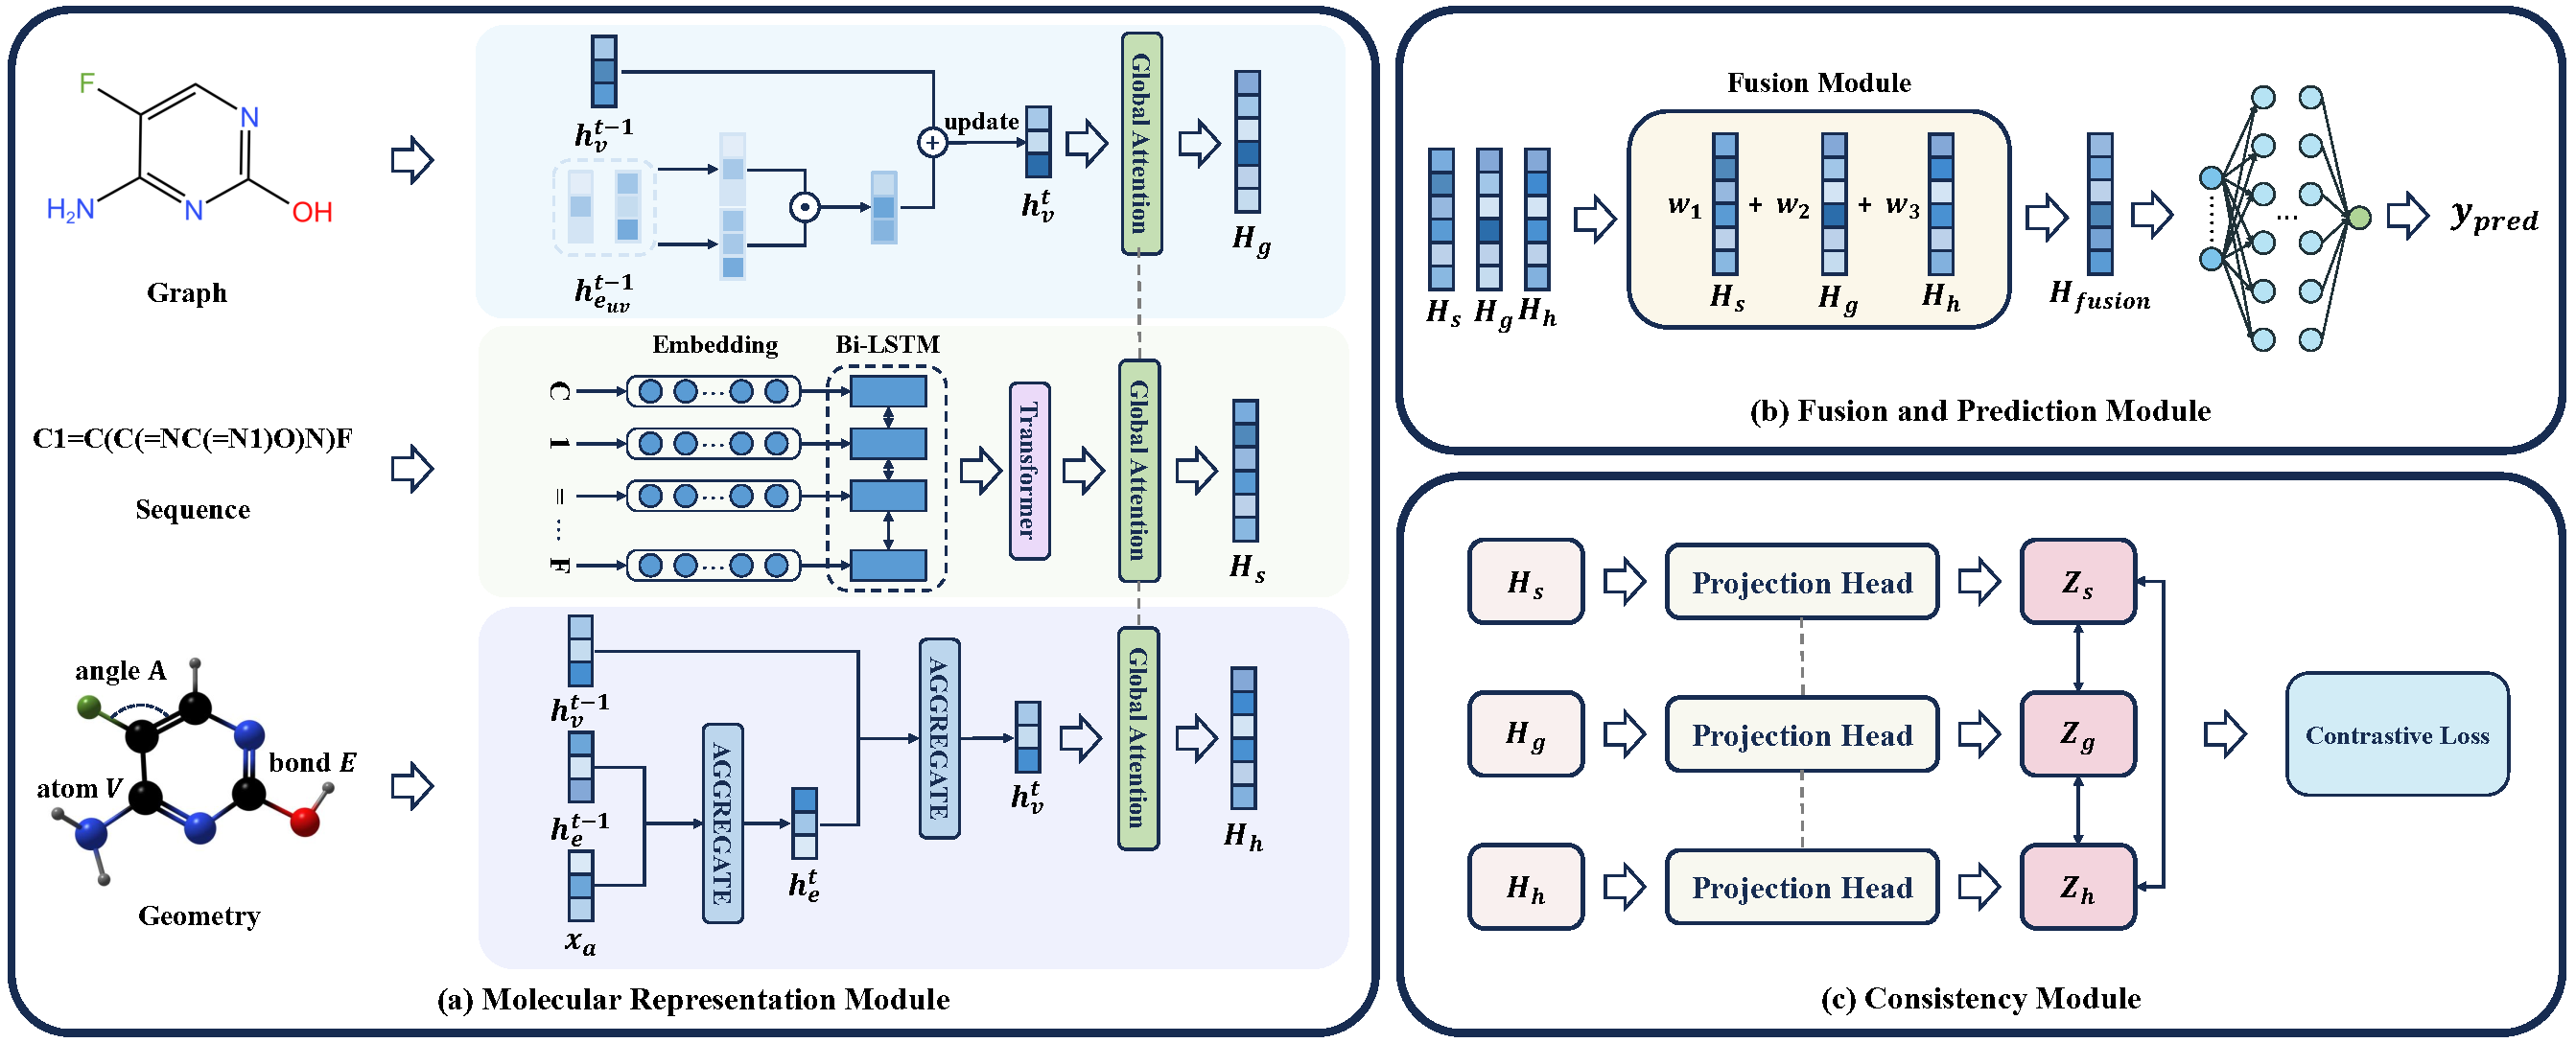 F
N
H₂N
N
OH
Graph
$h_v^{t-1}$
$h_{e_{uv}}^{t-1}$
update
$h_v^t$
Global Attention
$H_g$
C1=C(C(=NC(=N1)O)N)F
Sequence
Embedding
Bi-LSTM
C
1
=
...
F
Transformer
Global Attention
$H_s$
angle A
atom V
bond E
Geometry
$h_v^{t-1}$
$h_e^{t-1}$
$x_a$
AGGREGATE
$h_e^t$
AGGREGATE
$h_v^t$
Global Attention
$H_h$
(a) Molecular Representation Module
Fusion Module
$H_s$ $H_g$ $H_h$
$w_1$ + $w_2$ + $w_3$
$H_s$ $H_g$ $H_h$
$H_{fusion}$
...
$y_{pred}$
(b) Fusion and Prediction Module
$H_s$ Projection Head $Z_s$
$H_g$ Projection Head $Z_g$
Contrastive Loss
$H_h$ Projection Head $Z_h$
(c) Consistency Module